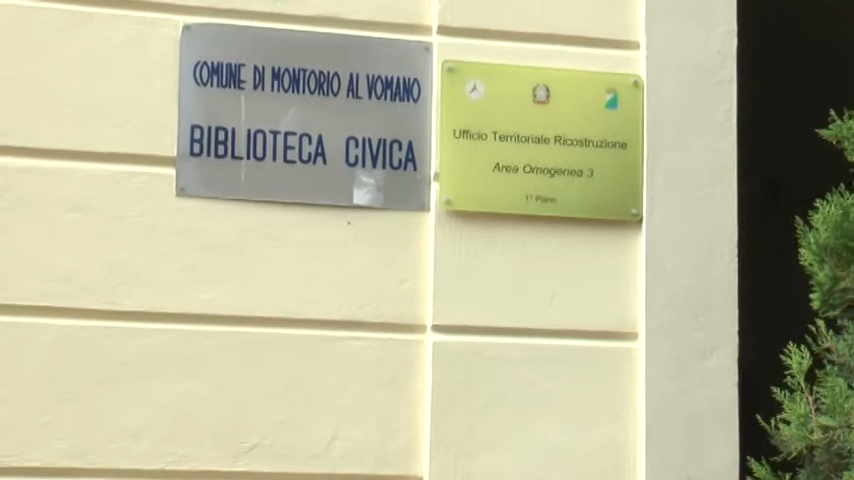 COMUNE DI MONTORIO AL VOMANO
BIBLIOTECA CIVICA
Ufficio Territoriale Ricostruzione
Area Omogenea 3
1° Piano